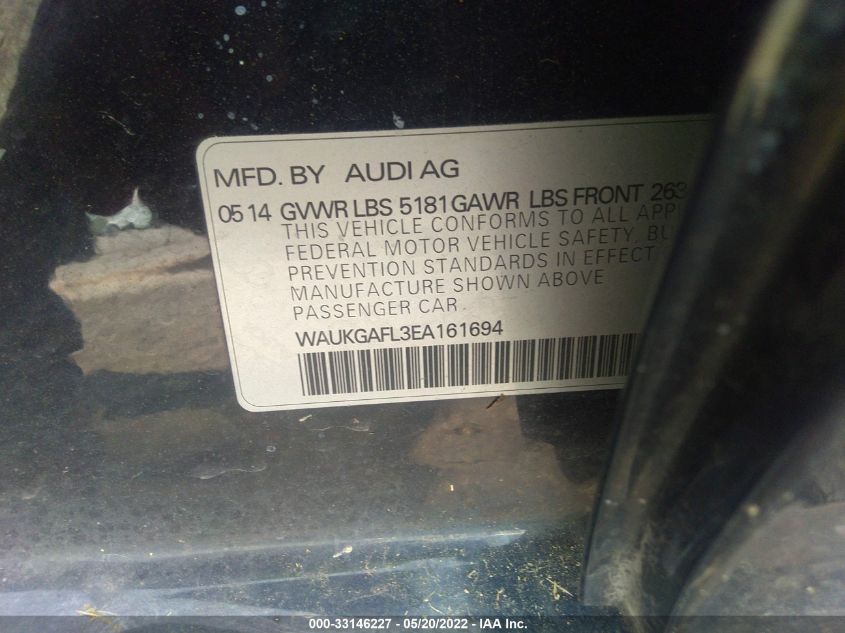 MFD. BY AUDI AG
05 14 GVWR LBS 5181 GAWR LBS FRONT 263
THIS VEHICLE CONFORMS TO ALL APP
FEDERAL MOTOR VEHICLE SAFETY, BU
PREVENTION STANDARDS IN EFFECT
MANUFACTURE SHOWN ABOVE
PASSENGER CAR
WAUKGAFL3EA161694
000-33146227 - 05/20/2022 - IAA Inc.